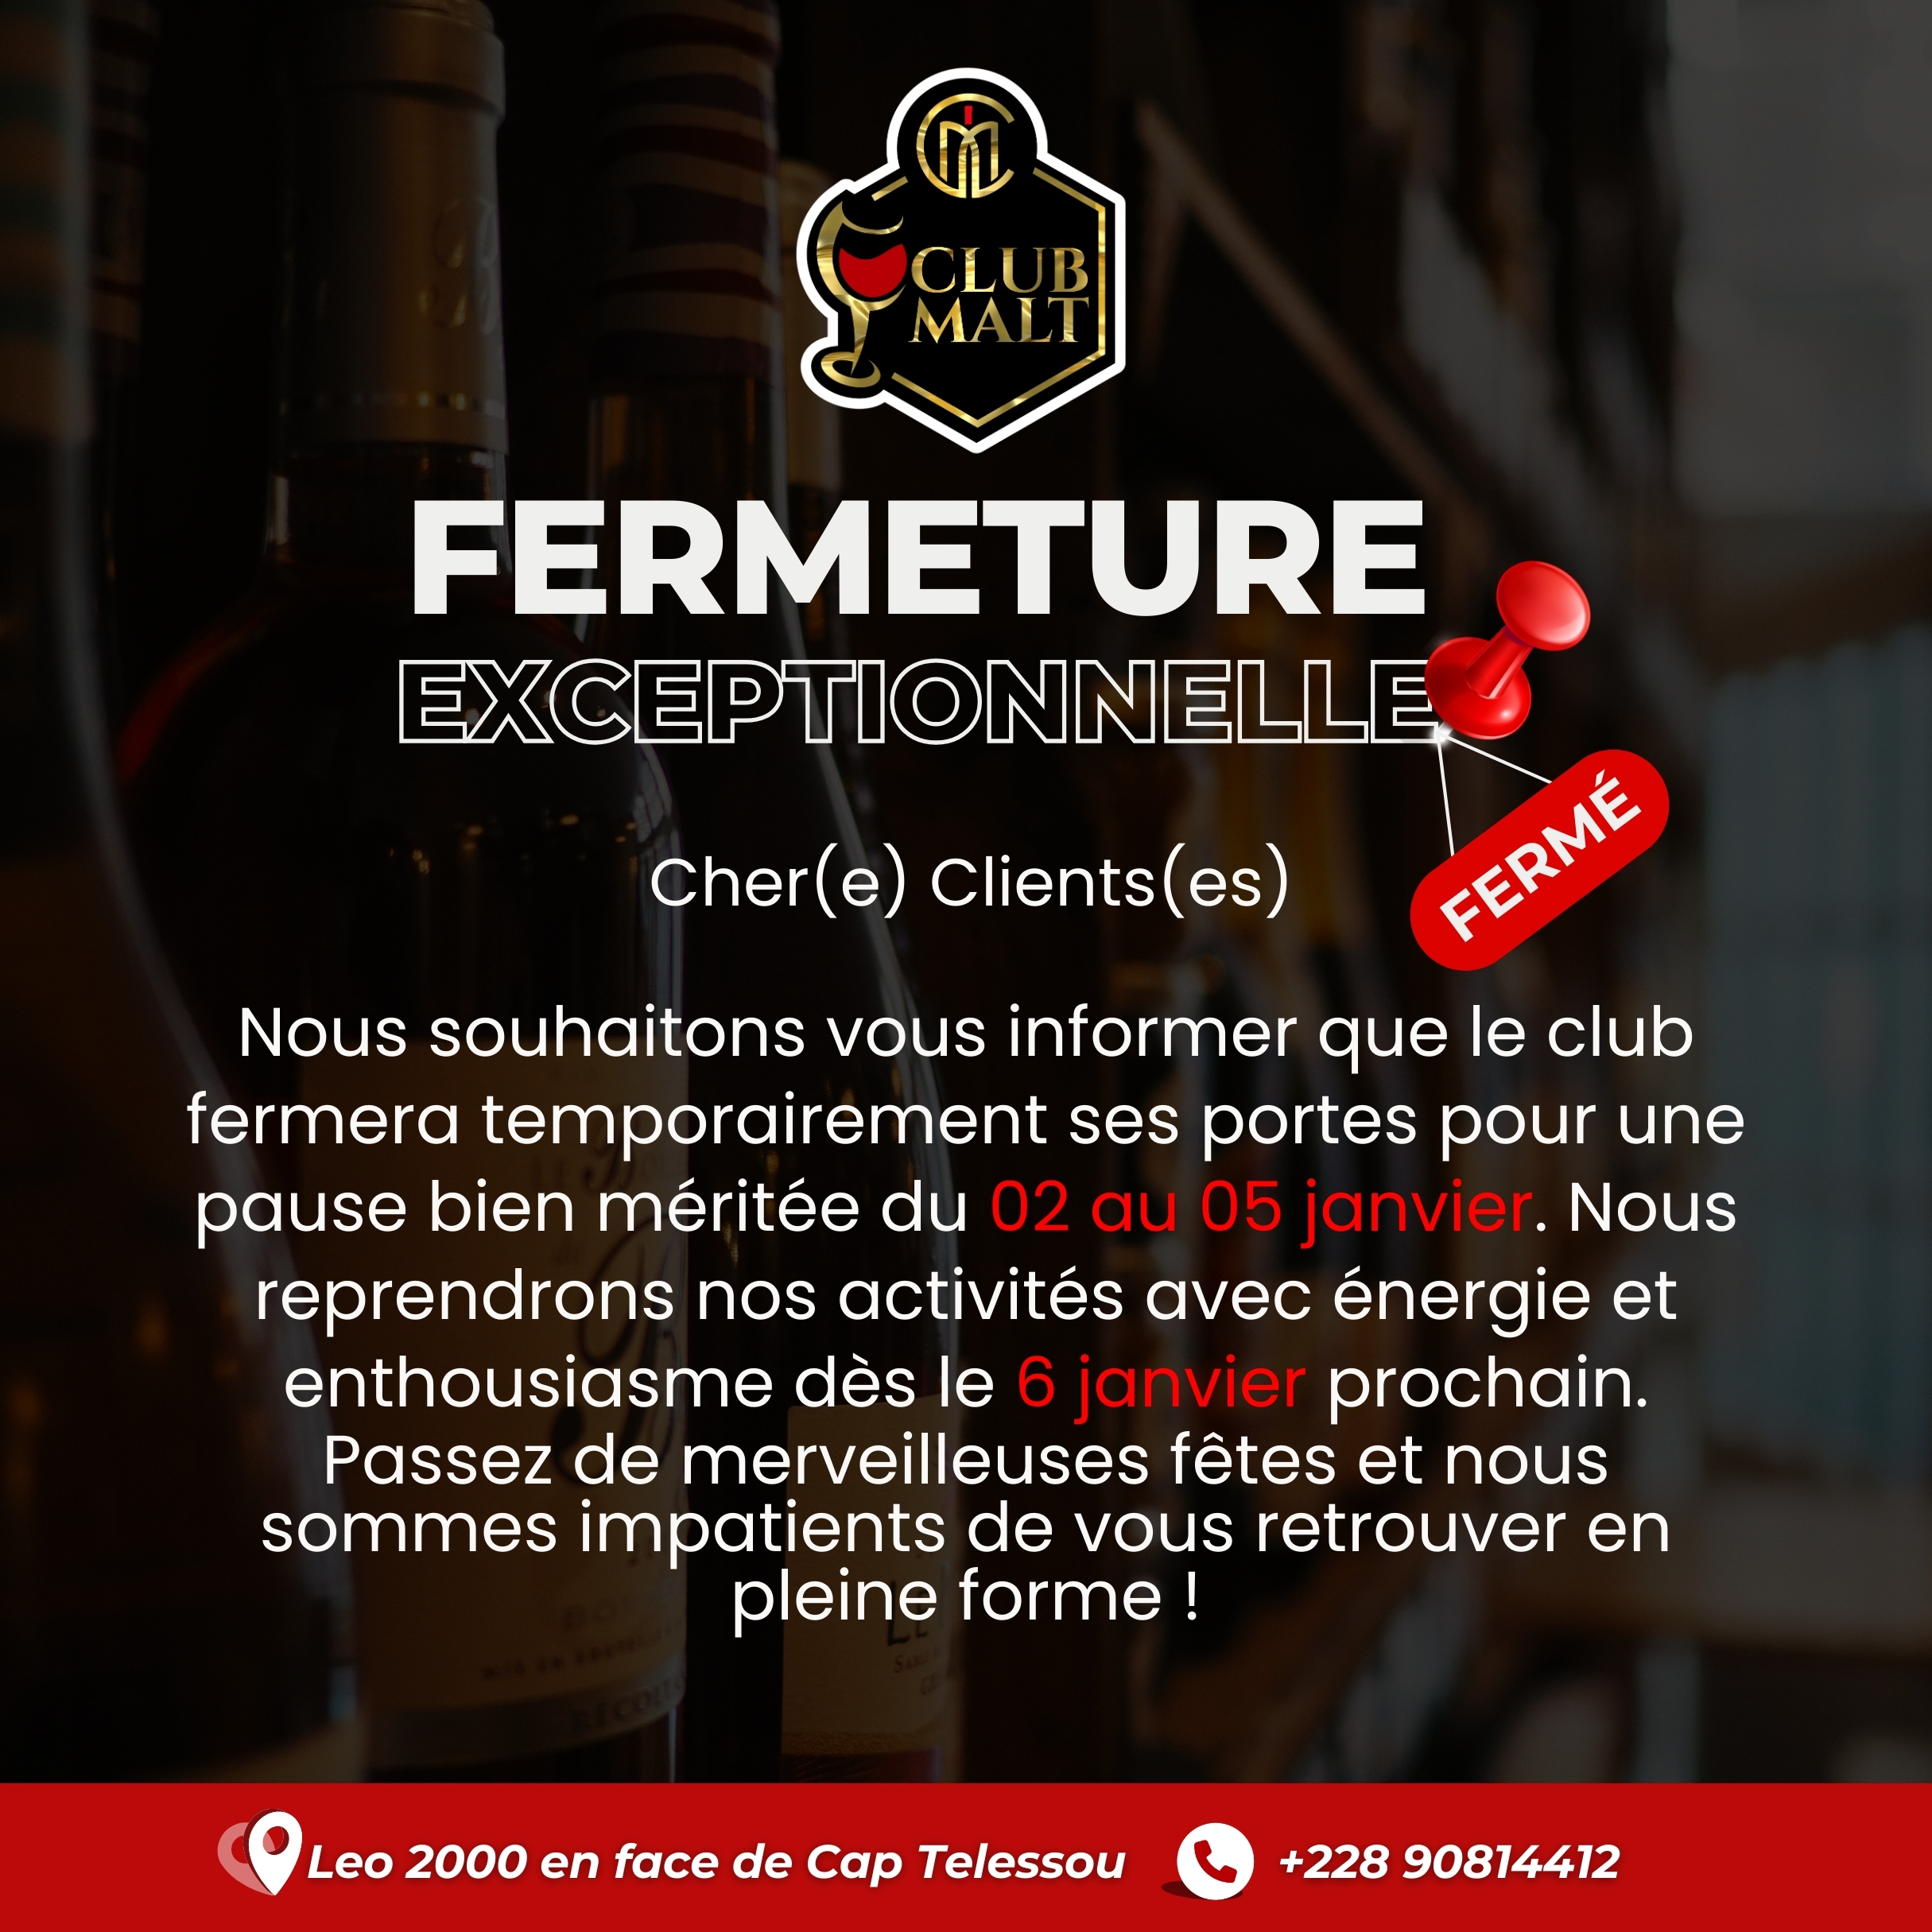 CLUB
MALT
FERMETURE
EXCEPTIONNELLE
FERMÉ
Cher(e) Clients(es)
Nous souhaitons vous informer que le club
fermera temporairement ses portes pour une
pause bien méritée du 02 au 05 janvier. Nous
reprendrons nos activités avec énergie et
enthousiasme dès le 6 janvier prochain.
Passez de merveilleuses fêtes et nous
sommes impatients de vous retrouver en
pleine forme !
Leo 2000 en face de Cap Telessou
+228 90814412